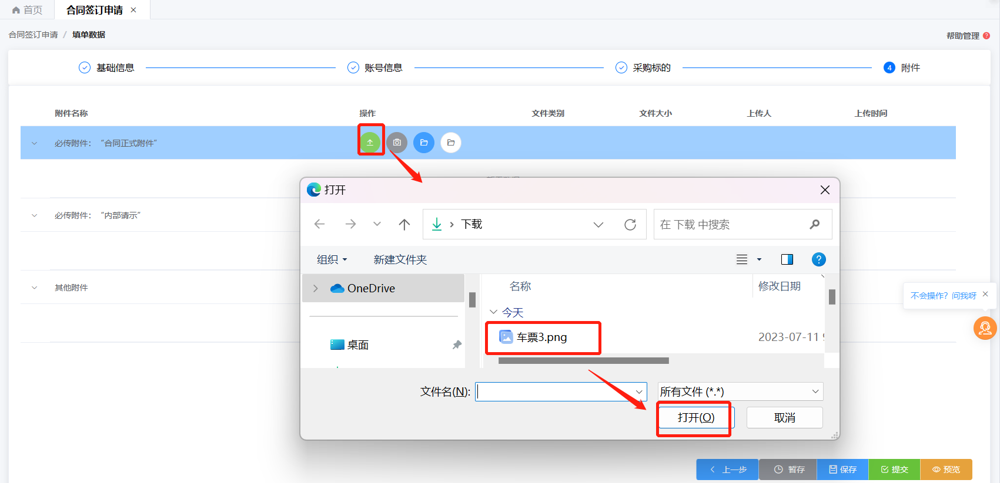 首页
合同签订申请 ×
合同签订申请 / 填单数据
帮助管理 ?
基础信息
账号信息
采购标的
4 附件
附件名称 操作 文件类别 文件大小 上传人 上传时间
必传附件：“合同正式附件”
必传附件：“内部请示”
其他附件
打开
下载
在 下载 中搜索
组织 新建文件夹
?
OneDrive
桌面
名称 修改日期
今天
车票3.png 2023-07-11
文件名(N):
所有文件 (*.*)
打开(O) 取消
不会操作？问我呀 ×
上一步 暂存 保存 提交 预览